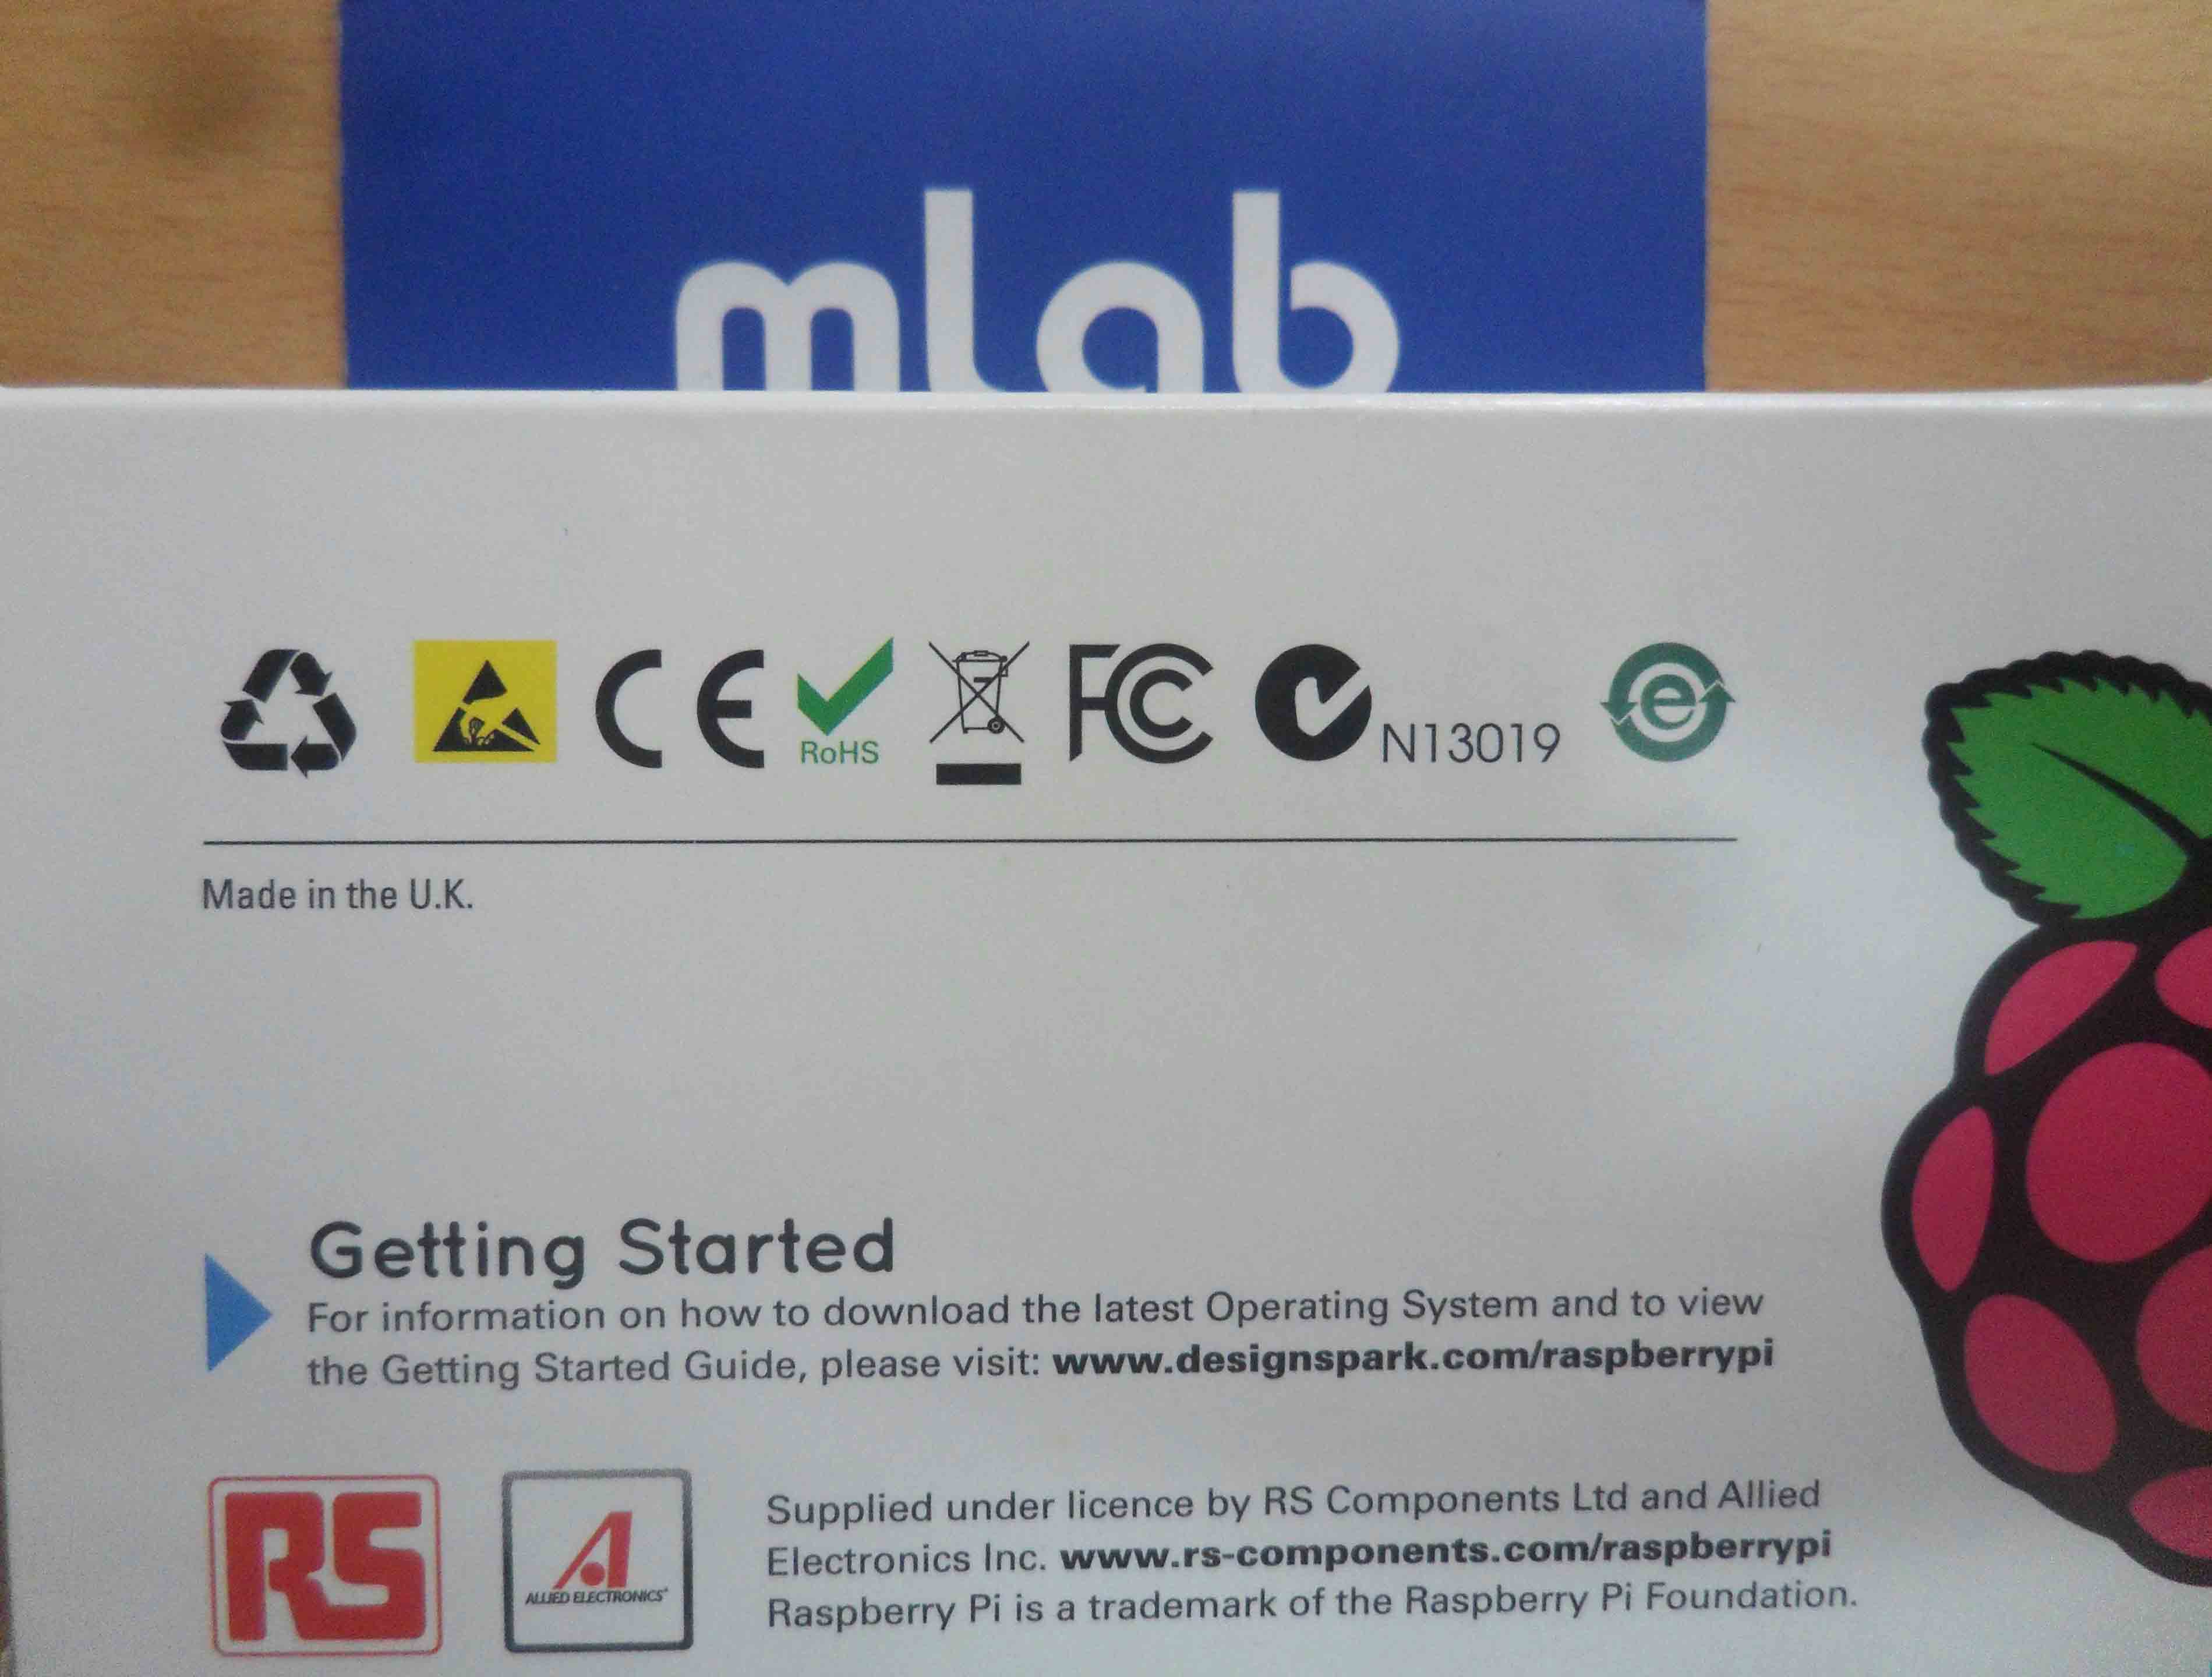 mlab
CE
RoHS
FC
N13019
e
Made in the U.K.
Getting Started
For information on how to download the latest Operating System and to view
the Getting Started Guide, please visit: www.designspark.com/raspberrypi
RS
A
ALLIED ELECTRONICS
Supplied under licence by RS Components Ltd and Allied
Electronics Inc. www.rs-components.com/raspberrypi
Raspberry Pi is a trademark of the Raspberry Pi Foundation.